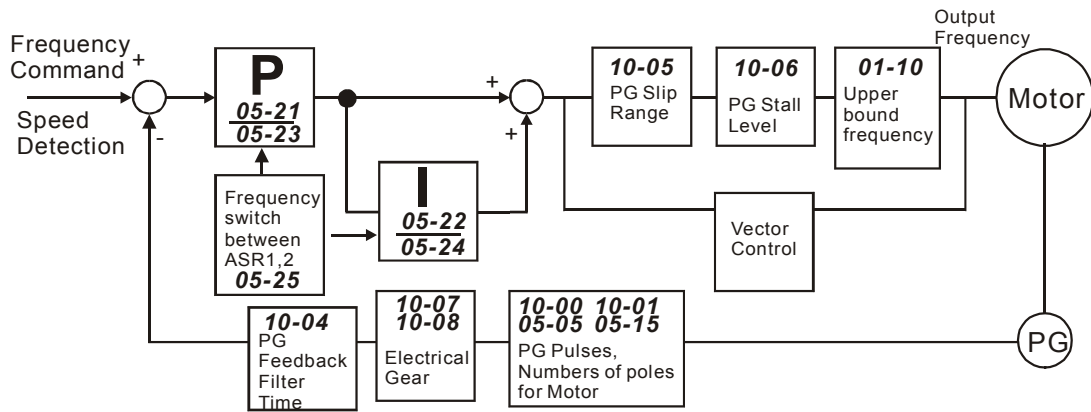 Output
Frequency
Frequency
Command
+
Speed
Detection
-
P
05-21
05-23
Frequency
switch
between
ASR1,2
05-25
I
05-22
05-24
+
+
10-05
PG Slip
Range
10-06
PG Stall
Level
01-10
Upper
bound
frequency
Motor
Vector
Control
10-04
PG
Feedback
Filter
Time
10-07
10-08
Electrical
Gear
10-00 10-01
05-05 05-15
PG Pulses,
Numbers of poles
for Motor
PG